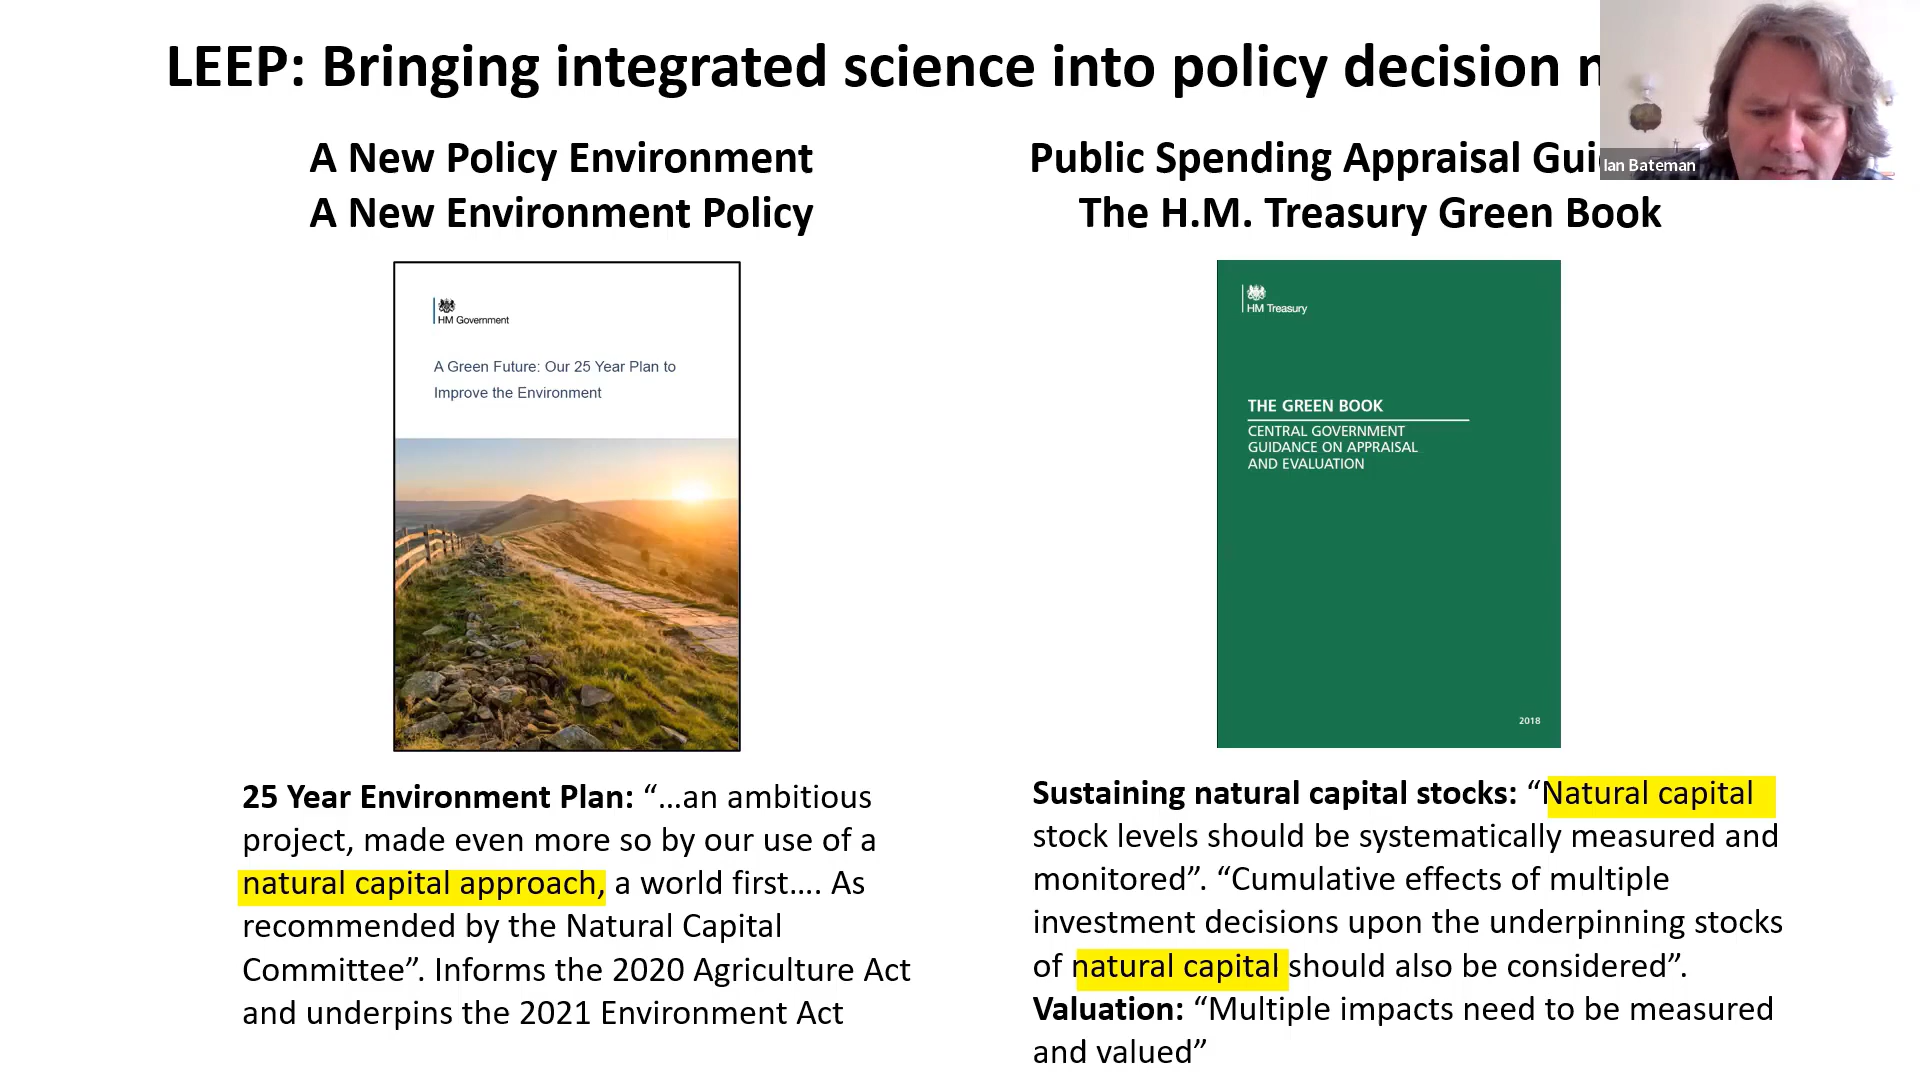 LEEP: Bringing integrated science into policy decision
A New Policy Environment
A New Environment Policy
HM Government
A Green Future: Our 25 Year Plan to
Improve the Environment
25 Year Environment Plan: “…an ambitious
project, made even more so by our use of a
natural capital approach, a world first…. As
recommended by the Natural Capital
Committee”. Informs the 2020 Agriculture Act
and underpins the 2021 Environment Act
Public Spending Appraisal
The H.M. Treasury Green Book
HM Treasury
THE GREEN BOOK
CENTRAL GOVERNMENT
GUIDANCE ON APPRAISAL
AND EVALUATION
2018
Sustaining natural capital stocks: “Natural capital
stock levels should be systematically measured and
monitored”. “Cumulative effects of multiple
investment decisions upon the underpinning stocks
of natural capital should also be considered”.
Valuation: “Multiple impacts need to be measured
and valued”
Ian Bateman